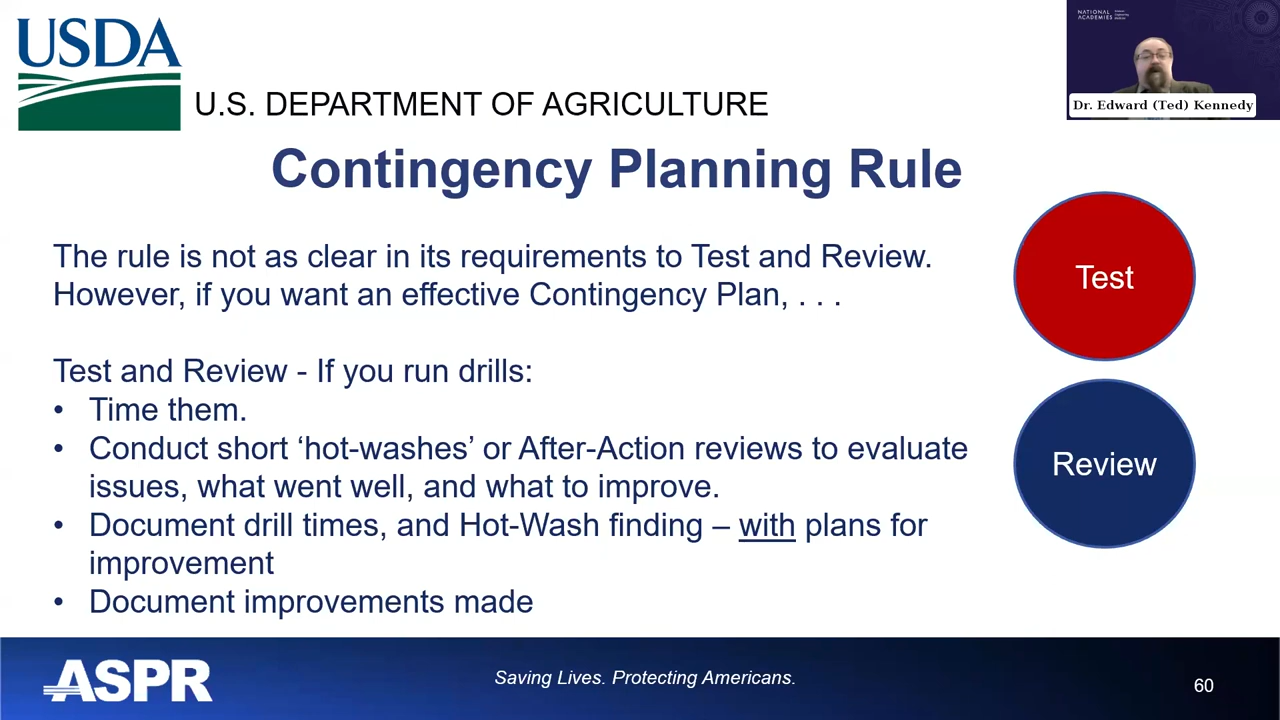 USDA
U.S. DEPARTMENT OF AGRICULTURE
NATIONAL
ACADEMIES
Dr. Edward (Ted) Kennedy
Contingency Planning Rule
The rule is not as clear in its requirements to Test and Review.
However, if you want an effective Contingency Plan, . . .
Test
Test and Review - If you run drills:
• Time them.
• Conduct short ‘hot-washes’ or After-Action reviews to evaluate
issues, what went well, and what to improve.
Review
• Document drill times, and Hot-Wash finding – with plans for
improvement
• Document improvements made
ASPR
Saving Lives. Protecting Americans.
60